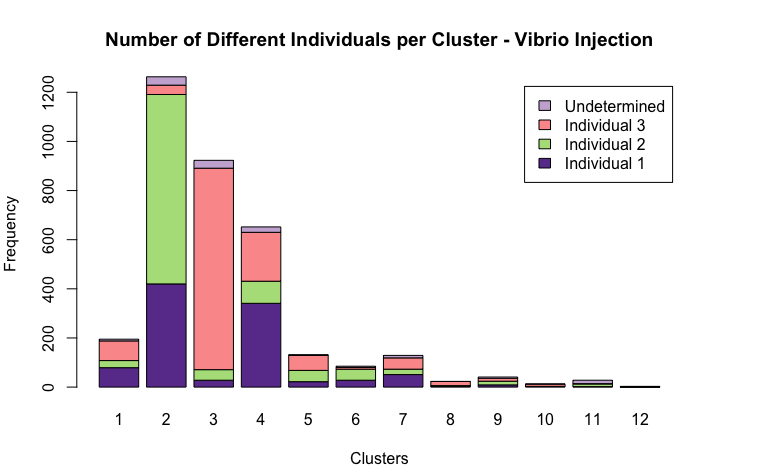 Number of Different Individuals per Cluster - Vibrio Injection
Undetermined
Individual 3
Individual 2
Individual 1
Frequency
1200
1000
800
600
400
200
0
1 2 3 4 5 6 7 8 9 10 11 12
Clusters